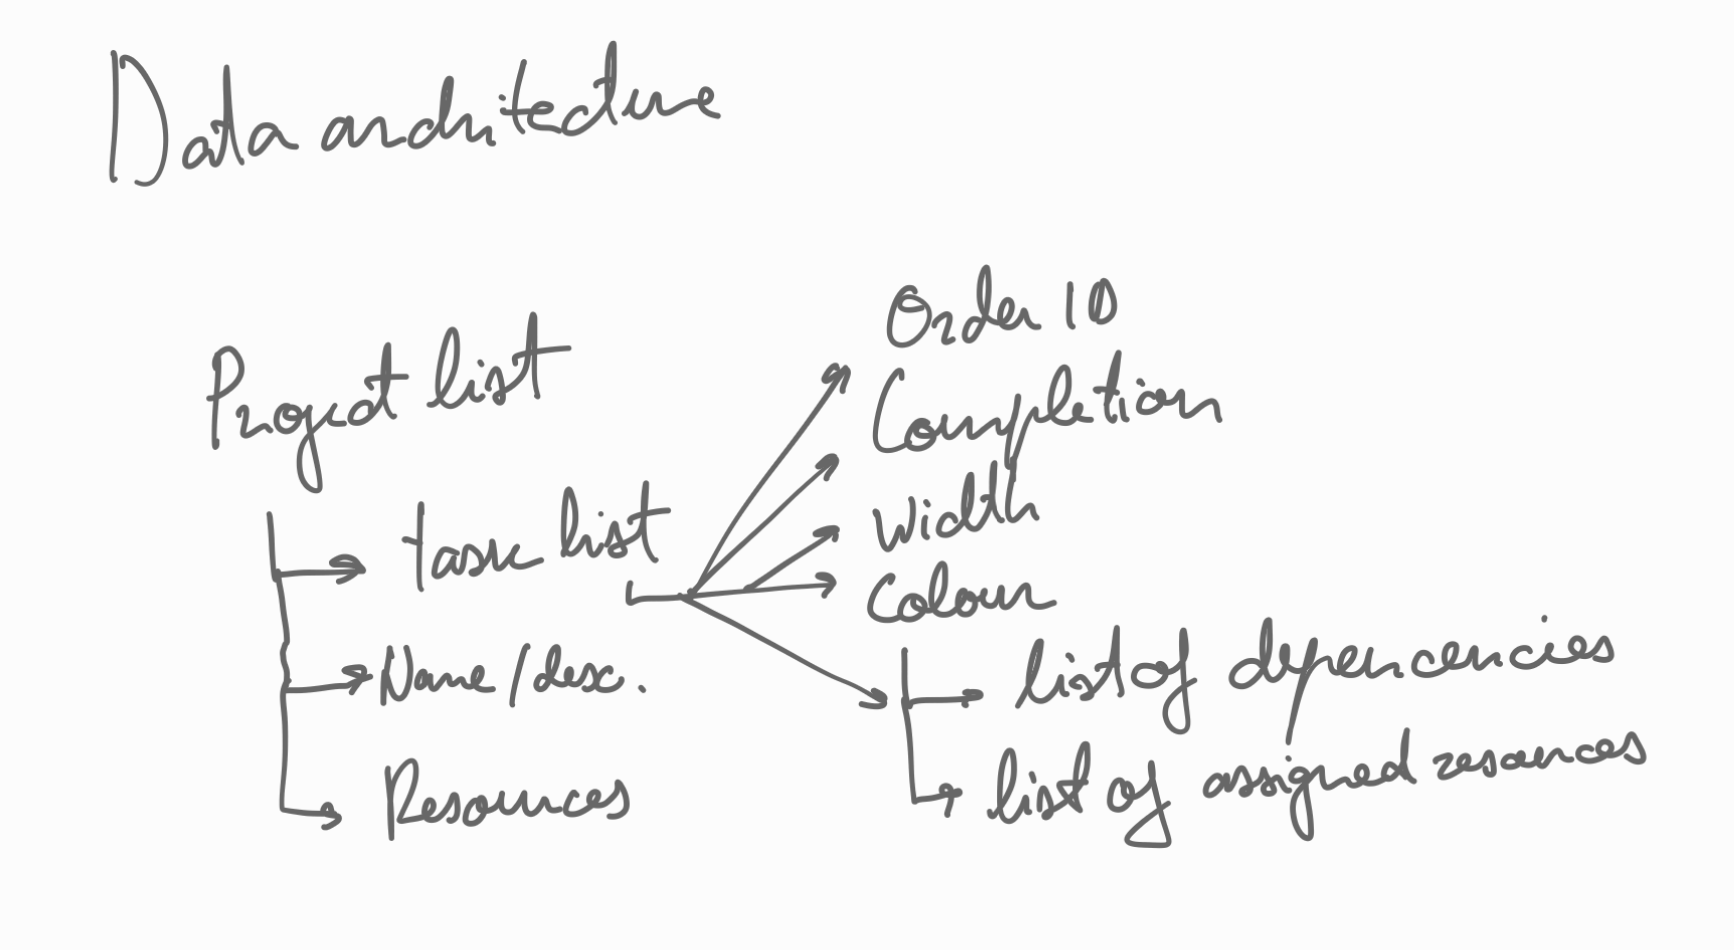 Data architecture
Project list
task list
Name/desc.
Resources
Order ID
Completion
Width
Colour
list of depencencies
list of assigned resources